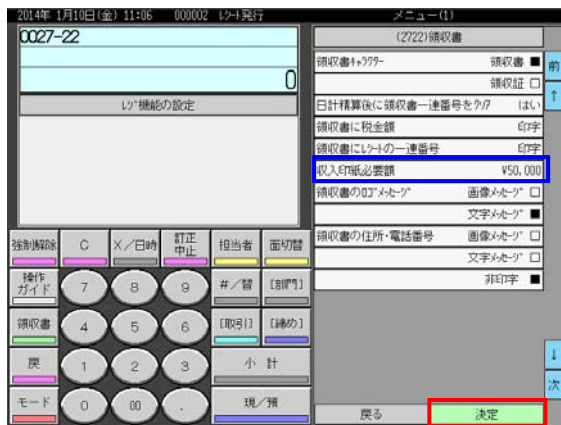 2014年 1月10日(金) 11:06 000002 ﾚｼｰﾄ発行 メニュー(1)
0027-22
0
ﾚｼﾞ機能の設定
(2722)領収書
領収書ｷｬﾗｸﾀｰ 領収書 ■
領収証 □
日計精算後に領収書一連番号をｸﾘｱ はい
領収書に税金額 印字
領収書にﾚｼｰﾄの一連番号 印字
収入印紙必要額 ¥50,000
領収書のﾛｺﾞﾒｯｾｰｼﾞ 画像ﾒｯｾｰｼﾞ □
文字ﾒｯｾｰｼﾞ ■
領収書の住所・電話番号 画像ﾒｯｾｰｼﾞ □
文字ﾒｯｾｰｼﾞ □
非印字 ■
前
↑
↓
次
戻る 決定
強制解除 C ×／日時 訂正中止 担当者 面切替
操作ガイド 7 8 9 #／替 [部門]
領収書 4 5 6 [取引] [締め]
戻 1 2 3 小 計
モード 0 00 . 現／預